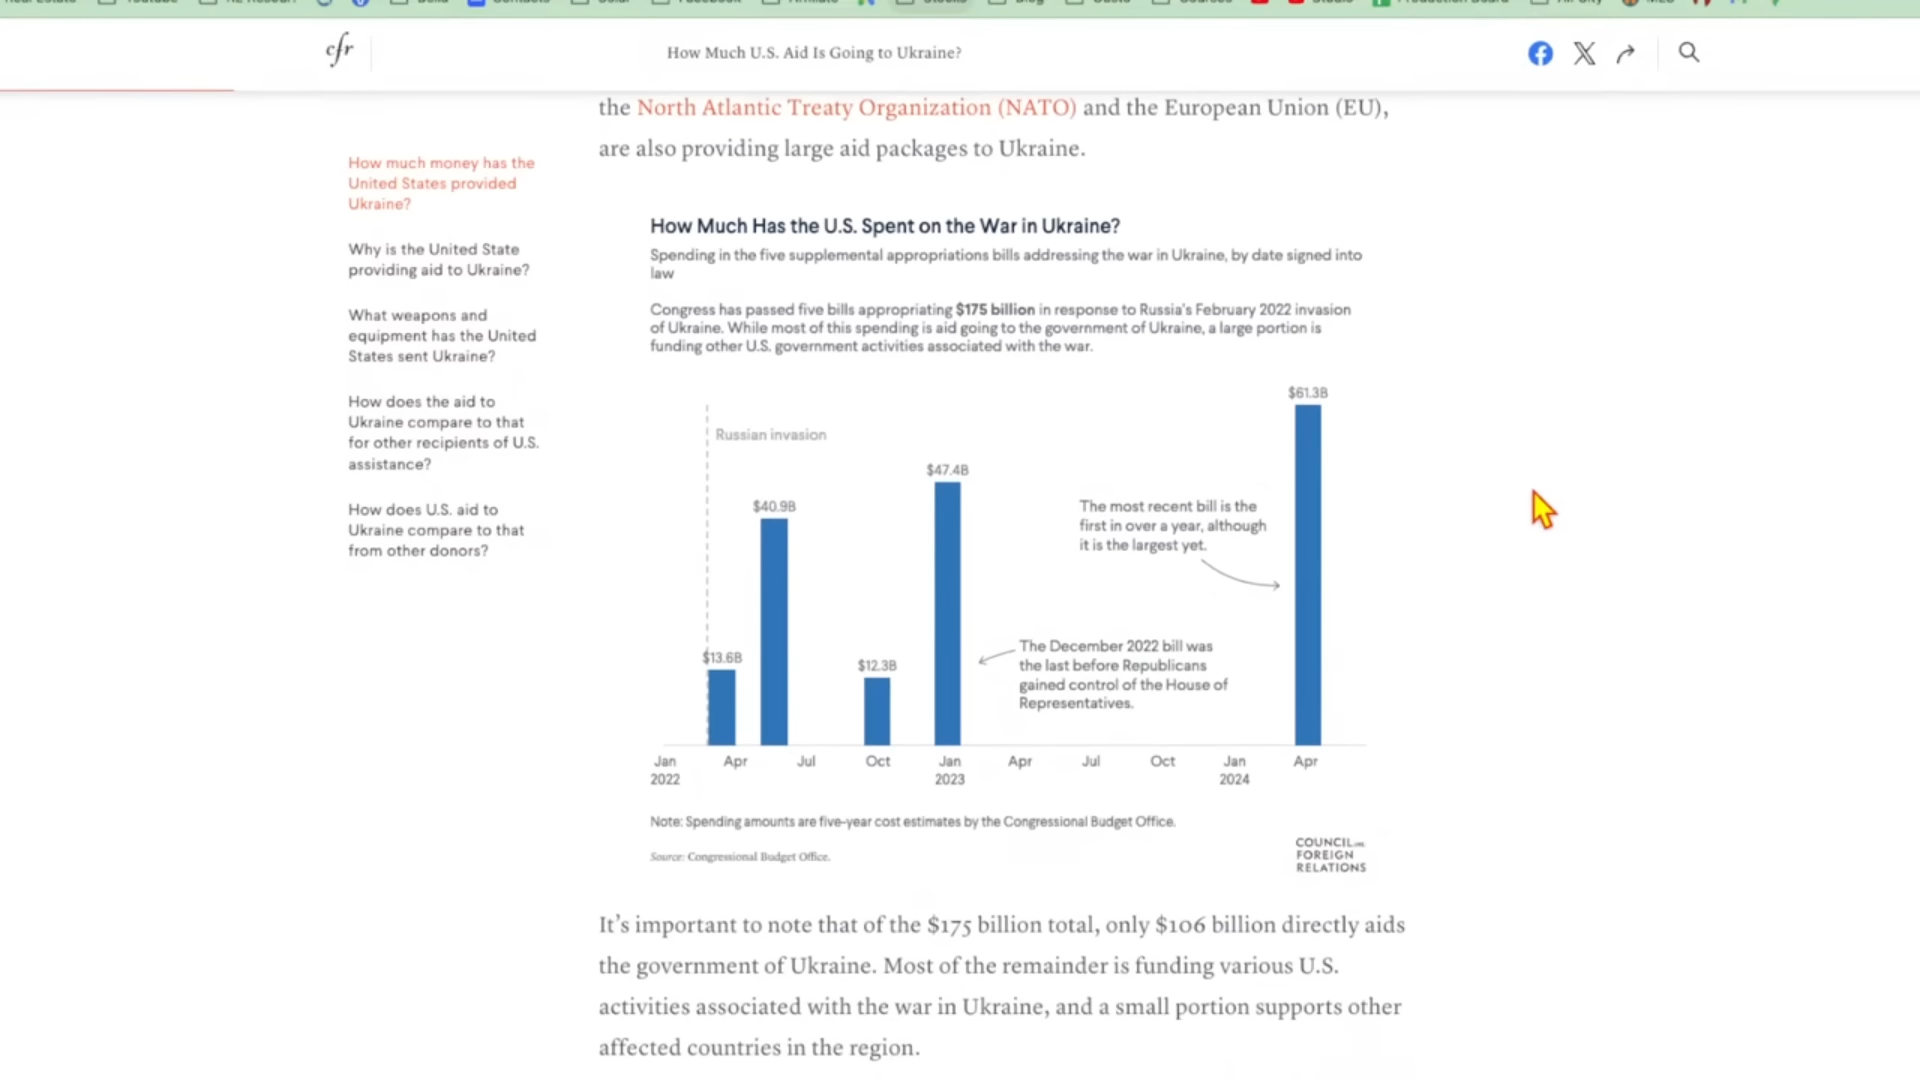 cfr
How Much U.S. Aid Is Going to Ukraine?
the North Atlantic Treaty Organization (NATO) and the European Union (EU),
are also providing large aid packages to Ukraine.
How much money has the
United States provided
Ukraine?
Why is the United State
providing aid to Ukraine?
What weapons and
equipment has the United
States sent Ukraine?
How does the aid to
Ukraine compare to that
for other recipients of U.S.
assistance?
How does U.S. aid to
Ukraine compare to that
from other donors?
How Much Has the U.S. Spent on the War in Ukraine?
Spending in the five supplemental appropriations bills addressing the war in Ukraine, by date signed into
law
Congress has passed five bills appropriating $175 billion in response to Russia's February 2022 invasion
of Ukraine. While most of this spending is aid going to the government of Ukraine, a large portion is
funding other U.S. government activities associated with the war.
$61.3B
Russian invasion
$47.4B
$40.9B
The most recent bill is the
first in over a year, although
it is the largest yet.
$13.6B
$12.3B
The December 2022 bill was
the last before Republicans
gained control of the House of
Representatives.
Jan Apr Jul Oct Jan Apr Jul Oct Jan Apr
2022 2023 2024
Note: Spending amounts are five-year cost estimates by the Congressional Budget Office.
Source: Congressional Budget Office.
COUNCIL on
FOREIGN
RELATIONS
It's important to note that of the $175 billion total, only $106 billion directly aids
the government of Ukraine. Most of the remainder is funding various U.S.
activities associated with the war in Ukraine, and a small portion supports other
affected countries in the region.